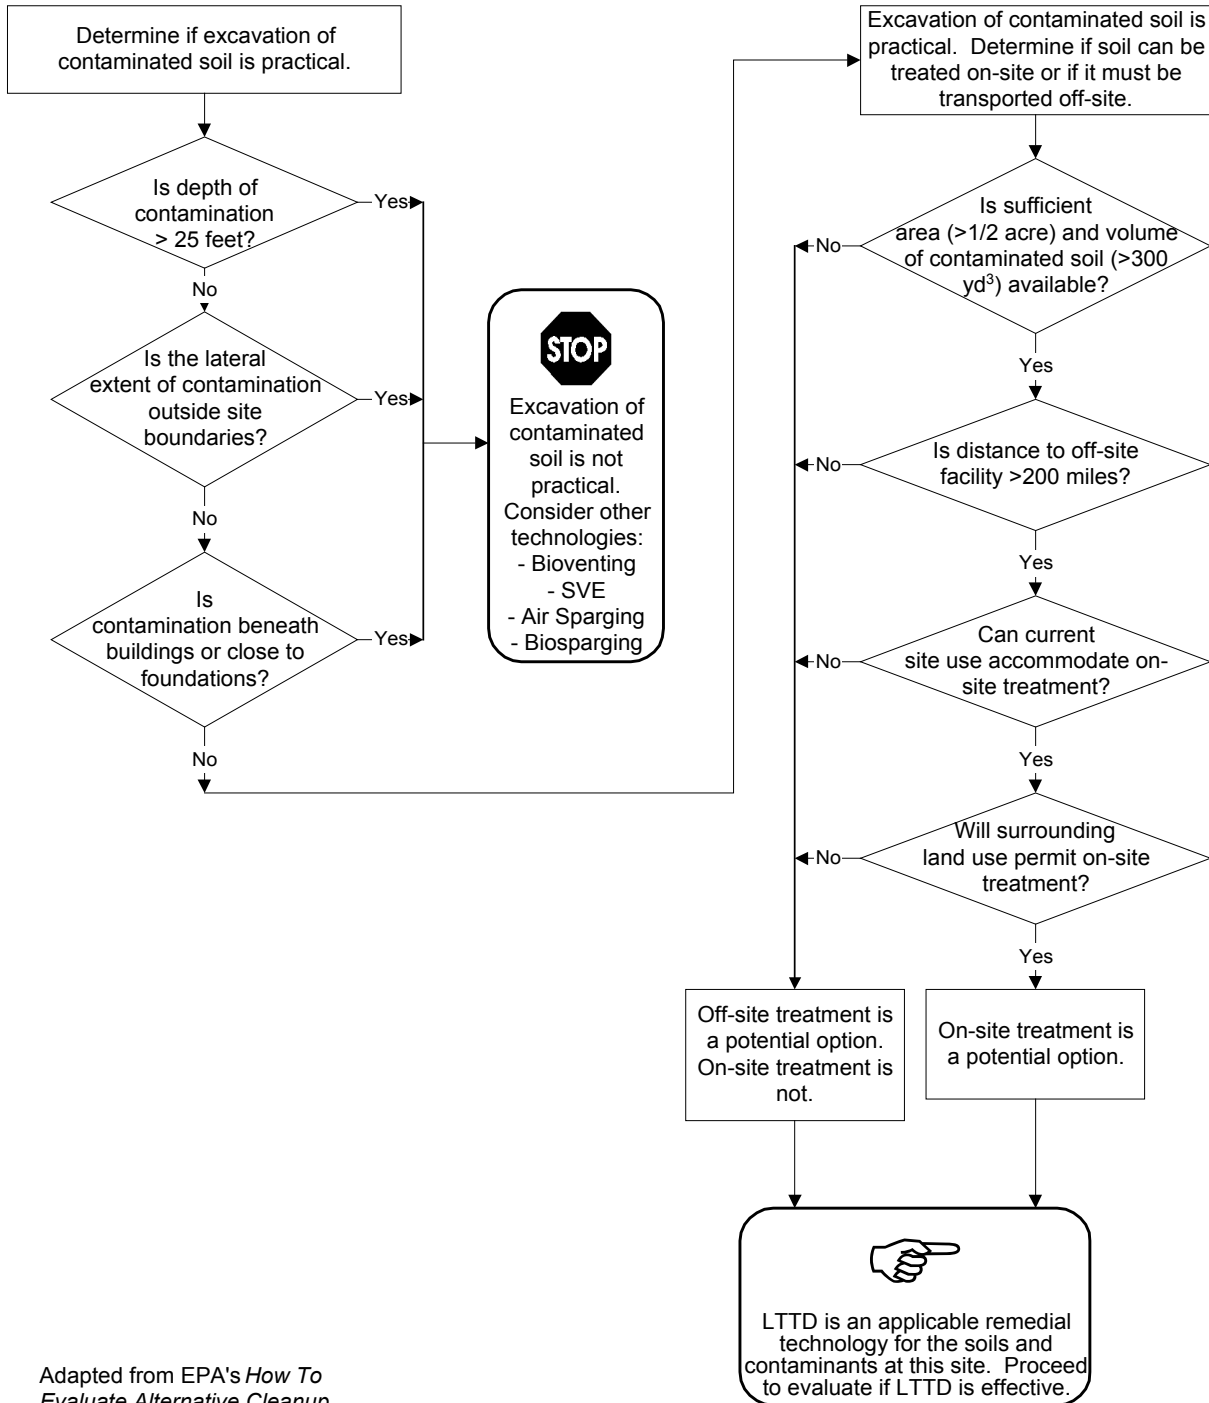 Determine if excavation of
contaminated soil is practical.
Is depth of
contamination
> 25 feet?
Yes
No
Is the lateral
extent of contamination
outside site
boundaries?
Yes
No
Is
contamination beneath
buildings or close to
foundations?
Yes
No
STOP
Excavation of
contaminated
soil is not
practical.
Consider other
technologies:
- Bioventing
- SVE
- Air Sparging
- Biosparging
Excavation of contaminated soil is
practical. Determine if soil can be
treated on-site or if it must be
transported off-site.
Is sufficient
area (>1/2 acre) and volume
of contaminated soil (>300
yd³) available?
No
Yes
Is distance to off-site
facility >200 miles?
No
Yes
Can current
site use accommodate on-
site treatment?
No
Yes
Will surrounding
land use permit on-site
treatment?
No
Yes
Off-site treatment is
a potential option.
On-site treatment is
not.
On-site treatment is
a potential option.
LTTD is an applicable remedial
technology for the soils and
contaminants at this site. Proceed
to evaluate if LTTD is effective.
Adapted from EPA's How To
Evaluate Alternative Cleanup